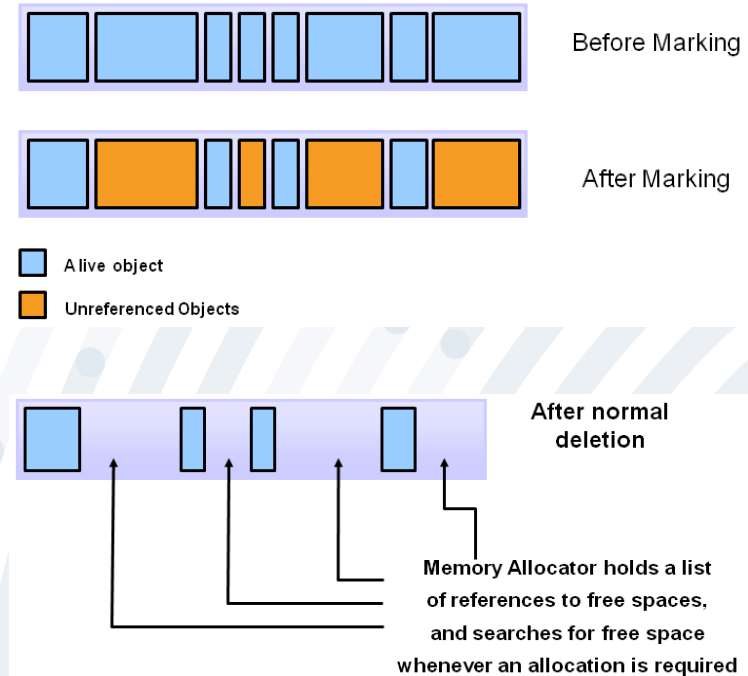 Before Marking
After Marking
A live object
Unreferenced Objects
After normal
deletion
Memory Allocator holds a list
of references to free spaces,
and searches for free space
whenever an allocation is required